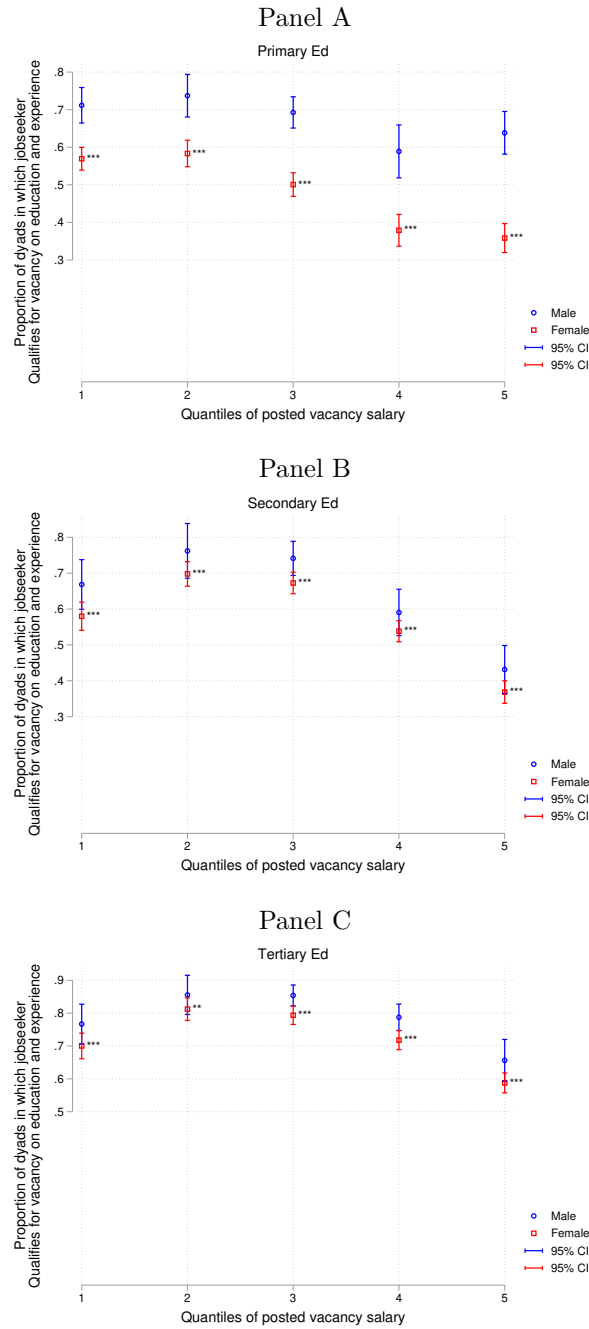 Panel A
Primary Ed
Proportion of dyads in which jobseeker
Qualifies for vacancy on education and experience
.8
.7
.6
.5
.4
.3
***
***
***
***
***
Male
Female
95% CI
95% CI
1 2 3 4 5
Quantiles of posted vacancy salary
Panel B
Secondary Ed
Proportion of dyads in which jobseeker
Qualifies for vacancy on education and experience
.8
.7
.6
.5
.4
.3
***
***
***
***
***
Male
Female
95% CI
95% CI
1 2 3 4 5
Quantiles of posted vacancy salary
Panel C
Tertiary Ed
Proportion of dyads in which jobseeker
Qualifies for vacancy on education and experience
.9
.8
.7
.6
.5
***
**
***
***
***
Male
Female
95% CI
95% CI
1 2 3 4 5
Quantiles of posted vacancy salary